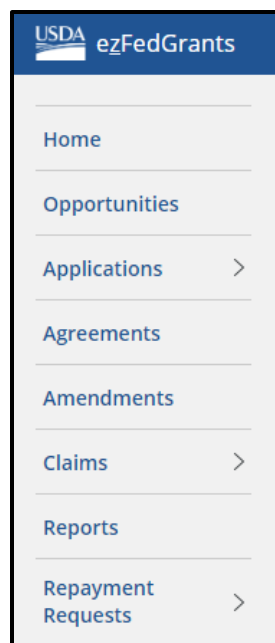 USDA ezFedGrants
Home
Opportunities
Applications
Agreements
Amendments
Claims
Reports
Repayment
Requests